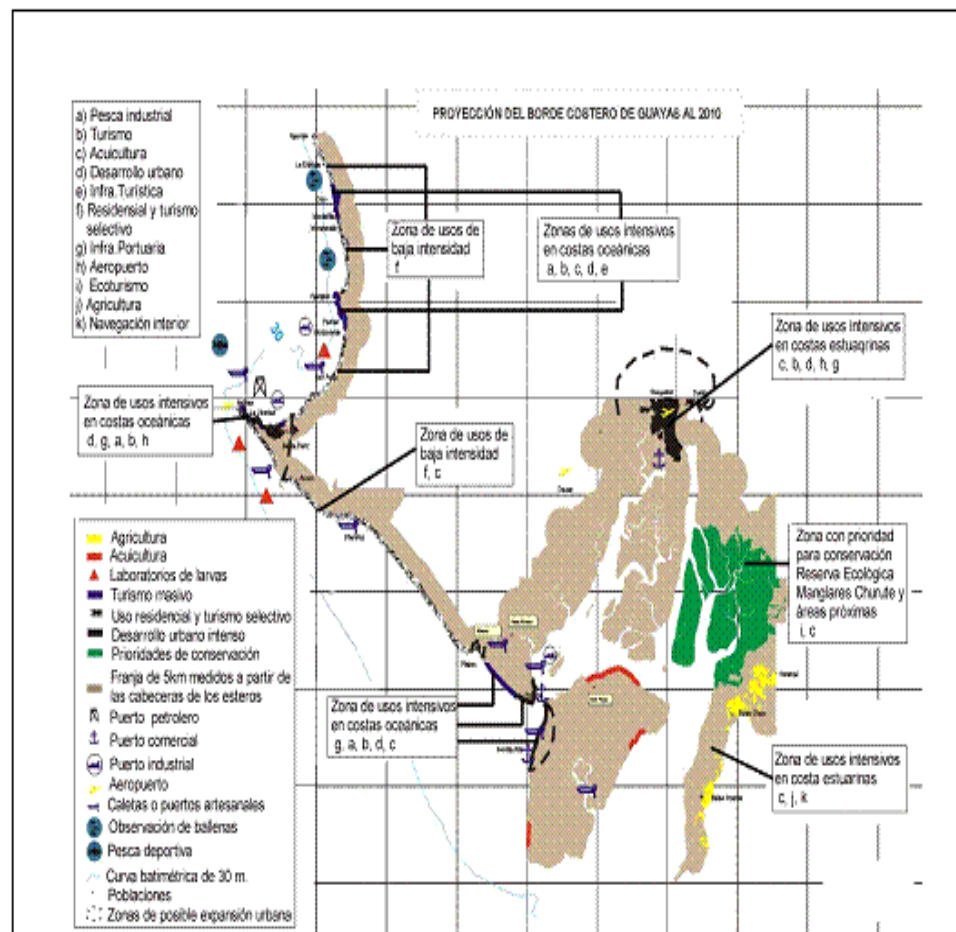 PROYECCIÓN DEL BORDE COSTERO DE GUAYAS AL 2010
a) Pesca industrial
b) Turismo
c) Acuicultura
d) Desarrollo urbano
e) Infra.Turística
f) Residensial y turismo
selectivo
g) Infra.Portuaria
h) Aeropuerto
i) Ecoturismo
j) Agricultura
k) Navegación interior
Zona de usos de
baja intensidad
f
Zonas de usos intensivos
en costas oceánicas
a, b, c, d, e
Zona de usos intensivos
en costas estuaqrinas
c, b, d, h, g
30
Zona de usos intensivos
en costas oceánicas
d, g, a, b, h
Zona de usos de
baja intensidad
f, c
Zona con prioridad
para conservación
Reserva Ecológica
Manglares Churute y
áreas próximas
i, c
Agricultura
Acuicultura
Laboratorios de larvas
Turismo masivo
Uso residencial y turismo selectivo
Desarrollo urbano intenso
Prioridades de conservación
Franja de 5km medidos a partir de
las cabeceras de los esteros
Puerto petrolero
Puerto comercial
Puerto industrial
Aeropuerto
Caletas o puertos artesanales
Observación de ballenas
Pesca deportiva
Curva batimétrica de 30 m.
Poblaciones
Zonas de posible expansión urbana
Zona de usos intensivos
en costas oceánicas
g, a, b, d, c
Zona de usos intensivos
en costa estuarinas
c, j, k